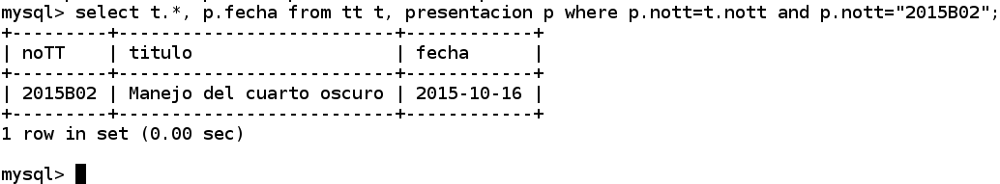 mysql> select t.*, p.fecha from tt t, presentacion p where p.nott=t.nott and p.nott="2015B02";
+---------+--------------------------+------------+
| noTT    | titulo                   | fecha      |
+---------+--------------------------+------------+
| 2015B02 | Manejo del cuarto oscuro | 2015-10-16 |
+---------+--------------------------+------------+
1 row in set (0.00 sec)
mysql>